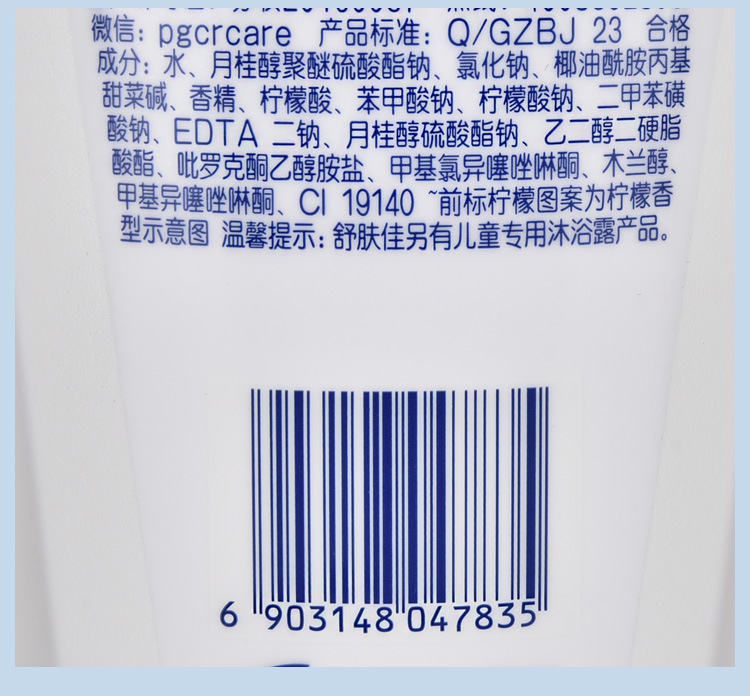 微信：pgcrcare 产品标准：Q/GZBJ 23 合格
成分：水、月桂醇聚醚硫酸酯钠、氯化钠、椰油酰胺丙基
甜菜碱、香精、柠檬酸、苯甲酸钠、柠檬酸钠、二甲苯磺
酸钠、EDTA 二钠、月桂醇硫酸酯钠、乙二醇二硬脂
酸酯、吡罗克酮乙醇胺盐、甲基氯异噻唑啉酮、木兰醇、
甲基异噻唑啉酮、CI 19140 ~前标柠檬图案为柠檬香
型示意图 温馨提示：舒肤佳另有儿童专用沐浴露产品。
6 903148 047835